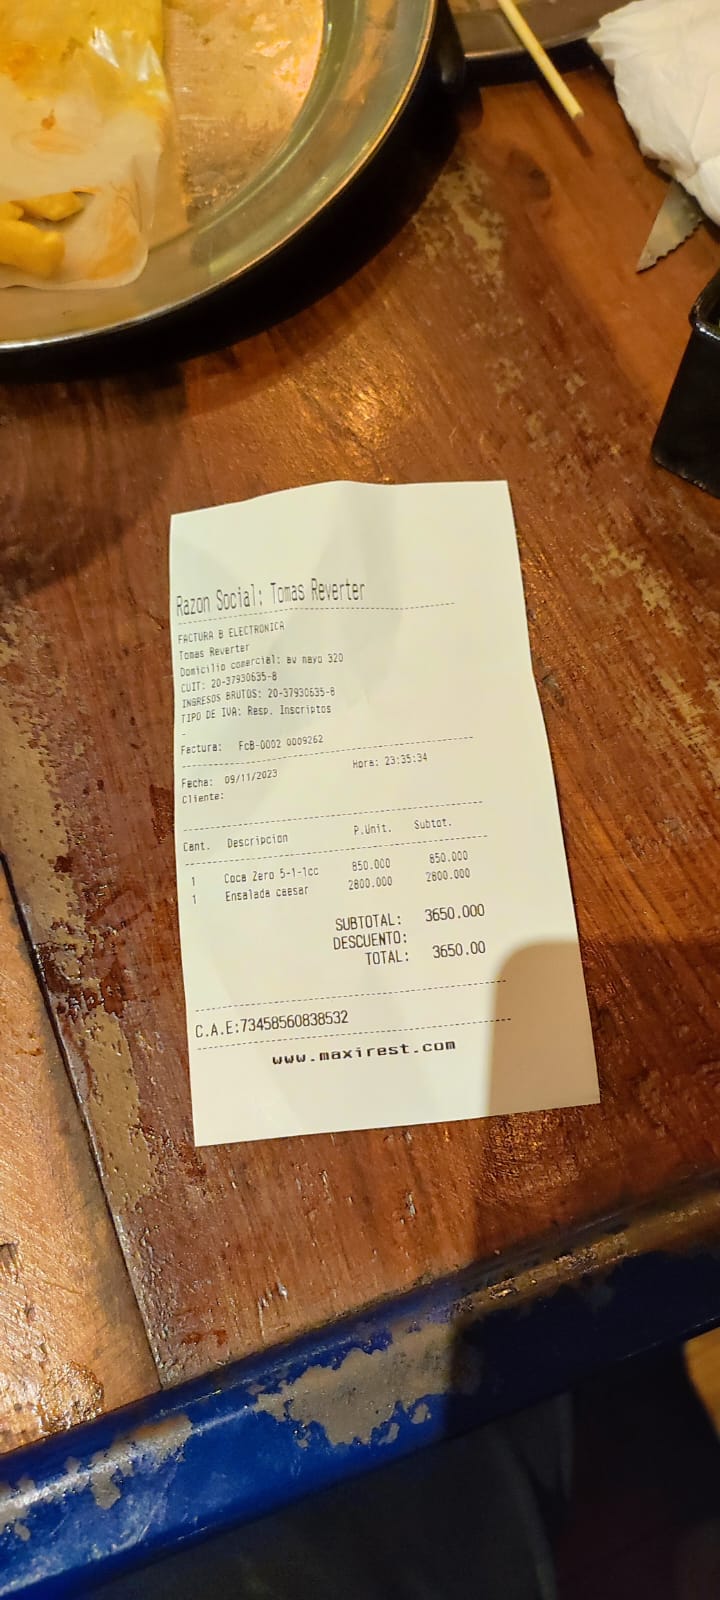 Razon Social: Tomas Reverter
FACTURA B ELECTRONICA
Tomas Reverter
Domicilio comercial: av mayo 320
CUIT: 20-37930635-8
INGRESOS BRUTOS: 20-37930635-8
TIPO DE IVA: Resp. Inscriptos
-
Factura: FcB-0002 0009262
Fecha: 09/11/2023 Hora: 23:35:34
Cliente:
Cant. Descripcion P.Unit. Subtot.
1 Coca Zero 5-1-1cc 850.000 850.000
1 Ensalada caesar 2800.000 2800.000
SUBTOTAL: 3650.000
DESCUENTO:
TOTAL: 3650.00
C.A.E:73458560838532
www.maxirest.com